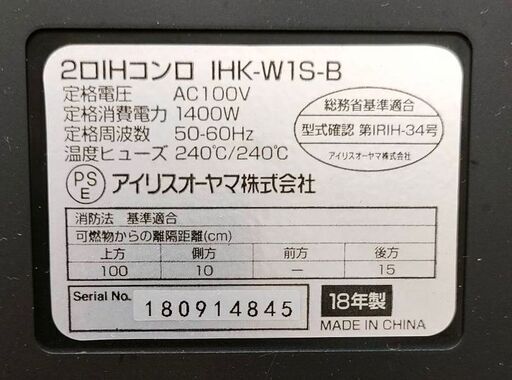 2口IHコンロ IHK-W1S-B
定格電圧 AC100V
定格消費電力 1400W
定格周波数 50-60Hz
温度ヒューズ 240℃/240℃
総務省基準適合
型式確認 第IRIH-34号
アイリスオーヤマ株式会社
PS
E
アイリスオーヤマ株式会社
消防法 基準適合
可燃物からの離隔距離(cm)
上方 側方 前方 後方
100 10 — 15
Serial No. 180914845
18年製
MADE IN CHINA